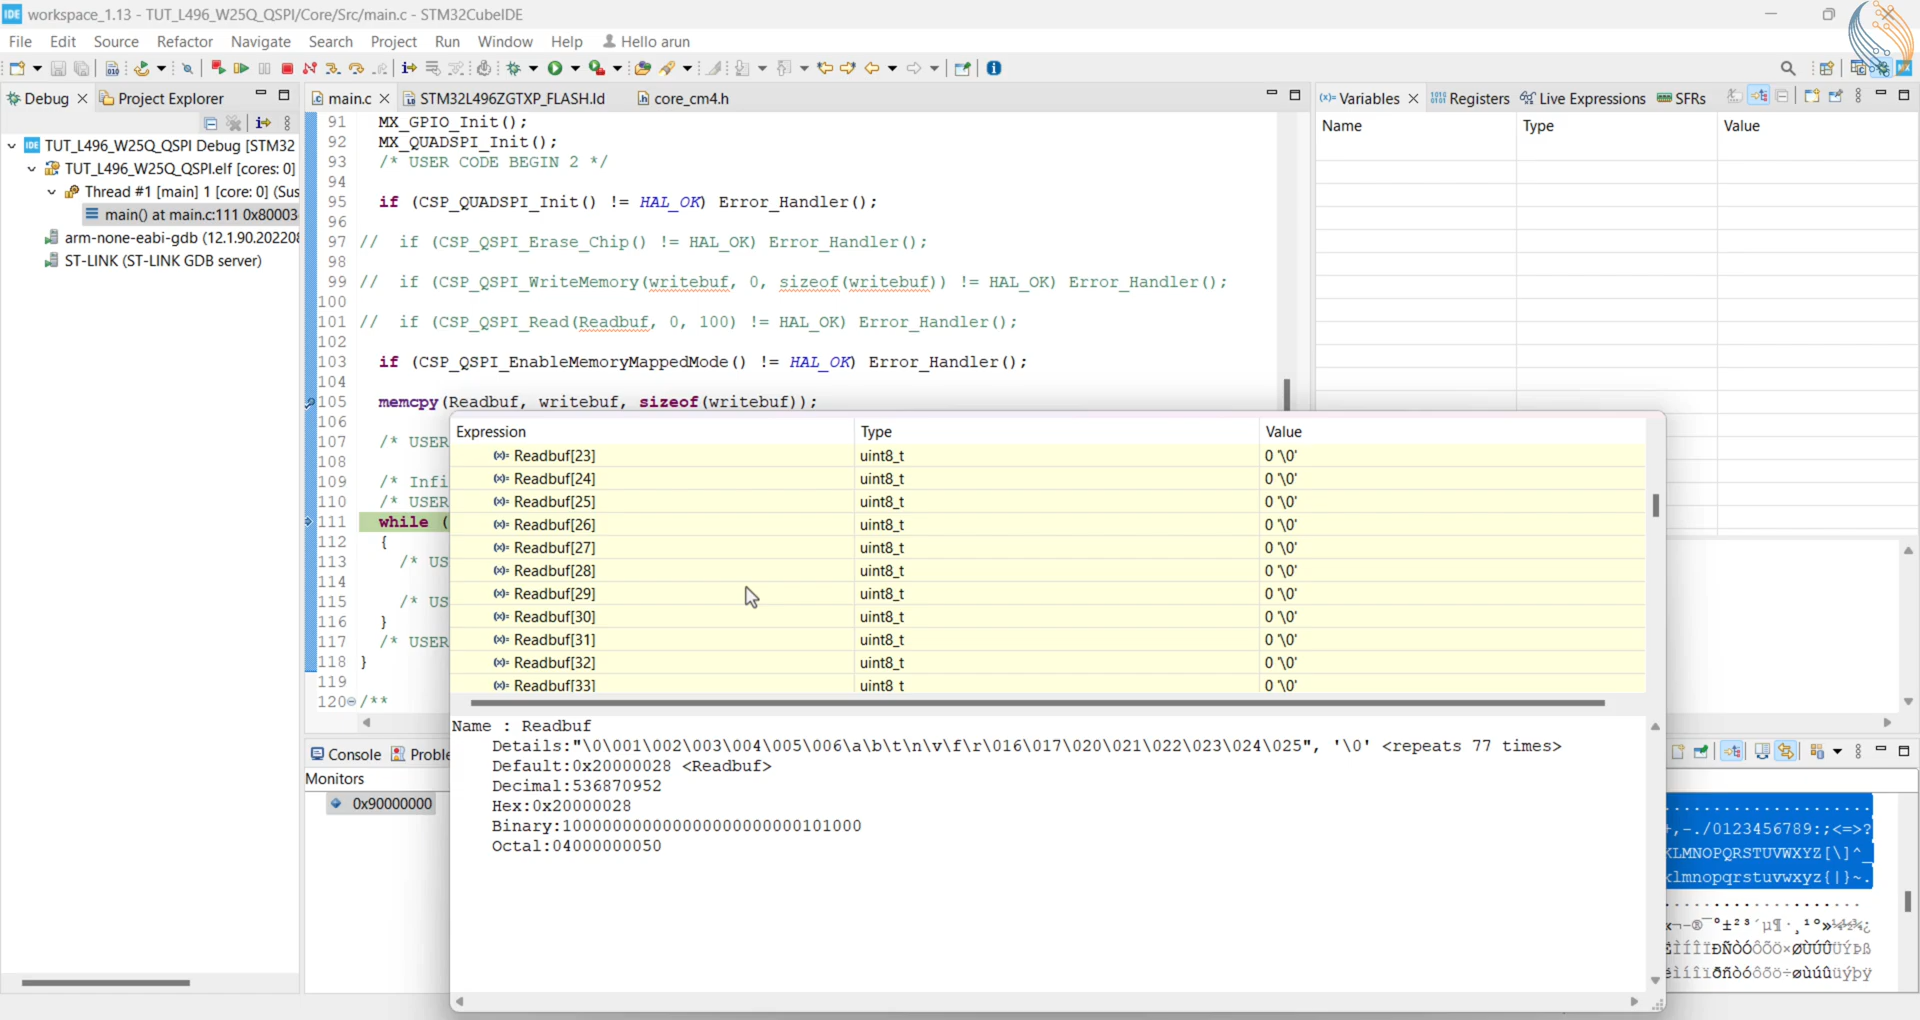 workspace_1.13 - TUT_L496_W25Q_QSPI/Core/Src/main.c - STM32CubeIDE
File Edit Source Refactor Navigate Search Project Run Window Help Hello arun
Debug Project Explorer
TUT_L496_W25Q_QSPI Debug [STM32
TUT_L496_W25Q_QSPI.elf [cores: 0]
Thread #1 [main] 1 [core: 0] (Sus
main() at main.c:111 0x80003
arm-none-eabi-gdb (12.1.90.20220
ST-LINK (ST-LINK GDB server)
main.c STM32L496ZGTXP_FLASH.ld core_cm4.h
91 MX_GPIO_Init();
92 MX_QUADSPI_Init();
93 /* USER CODE BEGIN 2 */
94
95 if (CSP_QUADSPI_Init() != HAL_OK) Error_Handler();
96
97 // if (CSP_QSPI_Erase_Chip() != HAL_OK) Error_Handler();
98
99 // if (CSP_QSPI_WriteMemory(writebuf, 0, sizeof(writebuf)) != HAL_OK) Error_Handler();
100
101 // if (CSP_QSPI_Read(Readbuf, 0, 100) != HAL_OK) Error_Handler();
102
103 if (CSP_QSPI_EnableMemoryMappedMode() != HAL_OK) Error_Handler();
104
105 memcpy(Readbuf, writebuf, sizeof(writebuf));
106
107 /* USER
108
109 /* Infi
110 /* USER
111 while (
112 {
113 /* US
114
115 /* US
116 }
117 /* USER
118 }
119
120 /**
Variables Registers Live Expressions SFRs
Name Type Value
Expression Type Value
Readbuf[23] uint8_t 0 '\0'
Readbuf[24] uint8_t 0 '\0'
Readbuf[25] uint8_t 0 '\0'
Readbuf[26] uint8_t 0 '\0'
Readbuf[27] uint8_t 0 '\0'
Readbuf[28] uint8_t 0 '\0'
Readbuf[29] uint8_t 0 '\0'
Readbuf[30] uint8_t 0 '\0'
Readbuf[31] uint8_t 0 '\0'
Readbuf[32] uint8_t 0 '\0'
Readbuf[33] uint8_t 0 '\0'
Name : Readbuf
Details:"\0\001\002\003\004\005\006\a\b\t\n\v\f\r\016\017\020\021\022\023\024\025", '\0' <repeats 77 times>
Default:0x20000028 <Readbuf>
Decimal:536870952
Hex:0x20000028
Octal:04000000050
Console Proble
Monitors
0x90000000
,-./0123456789:;<=>?
KLMNOPQRSTUVWXYZ[\]^_
klmnopqrstuvwxyz{|}~.